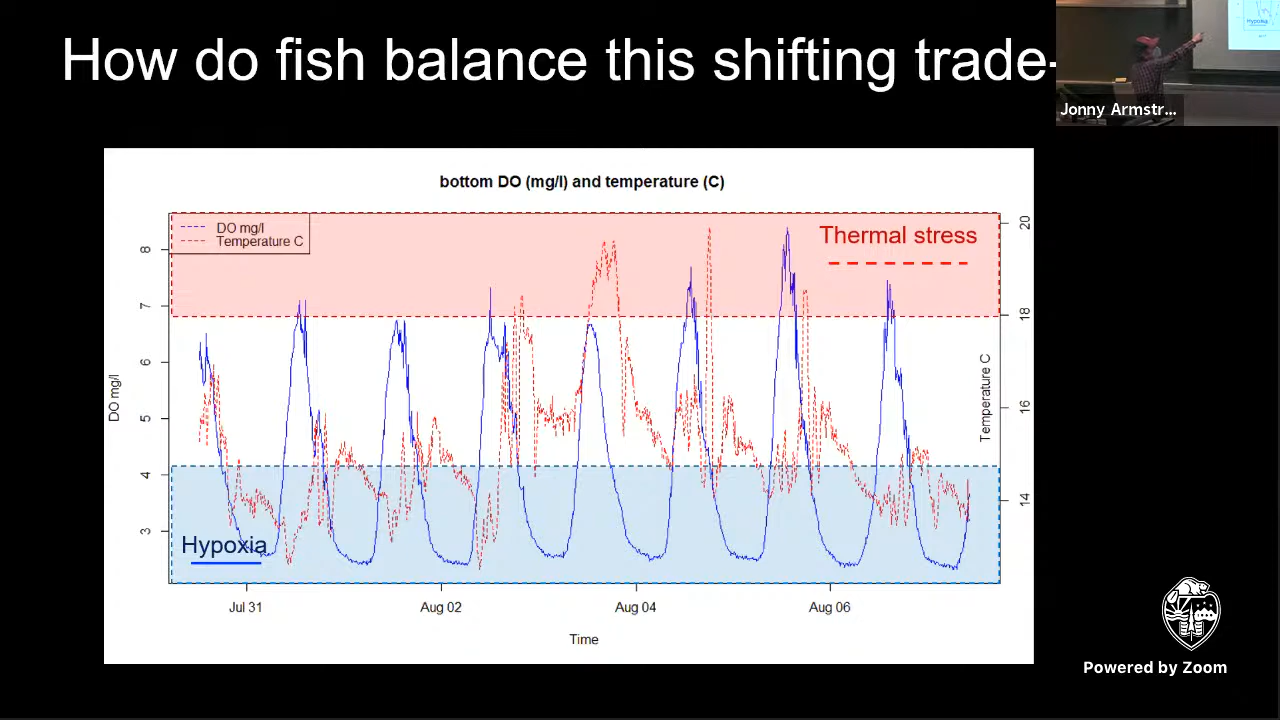 How do fish balance this shifting trade-
Hypoxia
Jonny Armstr...
bottom DO (mg/l) and temperature (C)
DO mg/l
Temperature C
Thermal stress
Hypoxia
DO mg/l
3
4
5
6
7
8
Temperature C
14
16
18
20
Jul 31
Aug 02
Aug 04
Aug 06
Time
Powered by Zoom